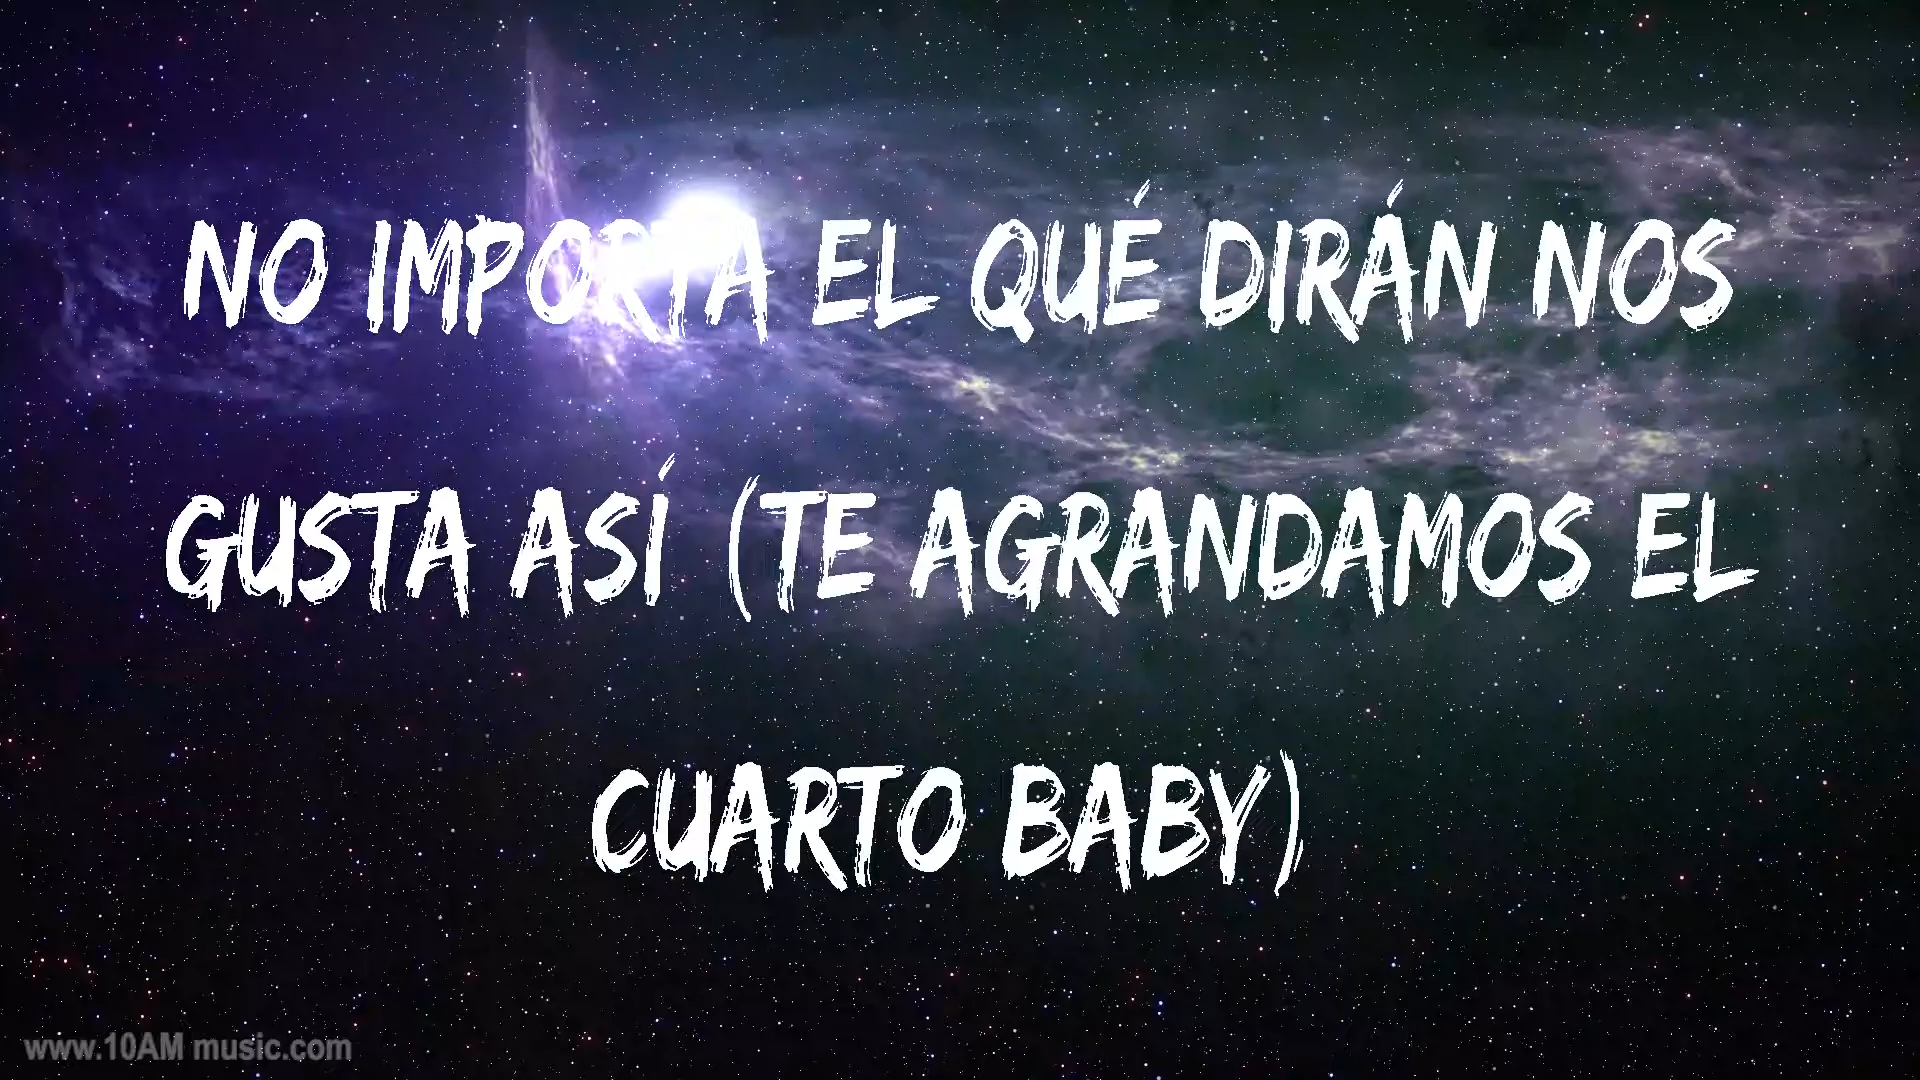 NO IMPORTA EL QUÉ DIRÁN NOS
GUSTA ASÍ (TE AGRANDAMOS EL
CUARTO BABY)
www.10AM music.com